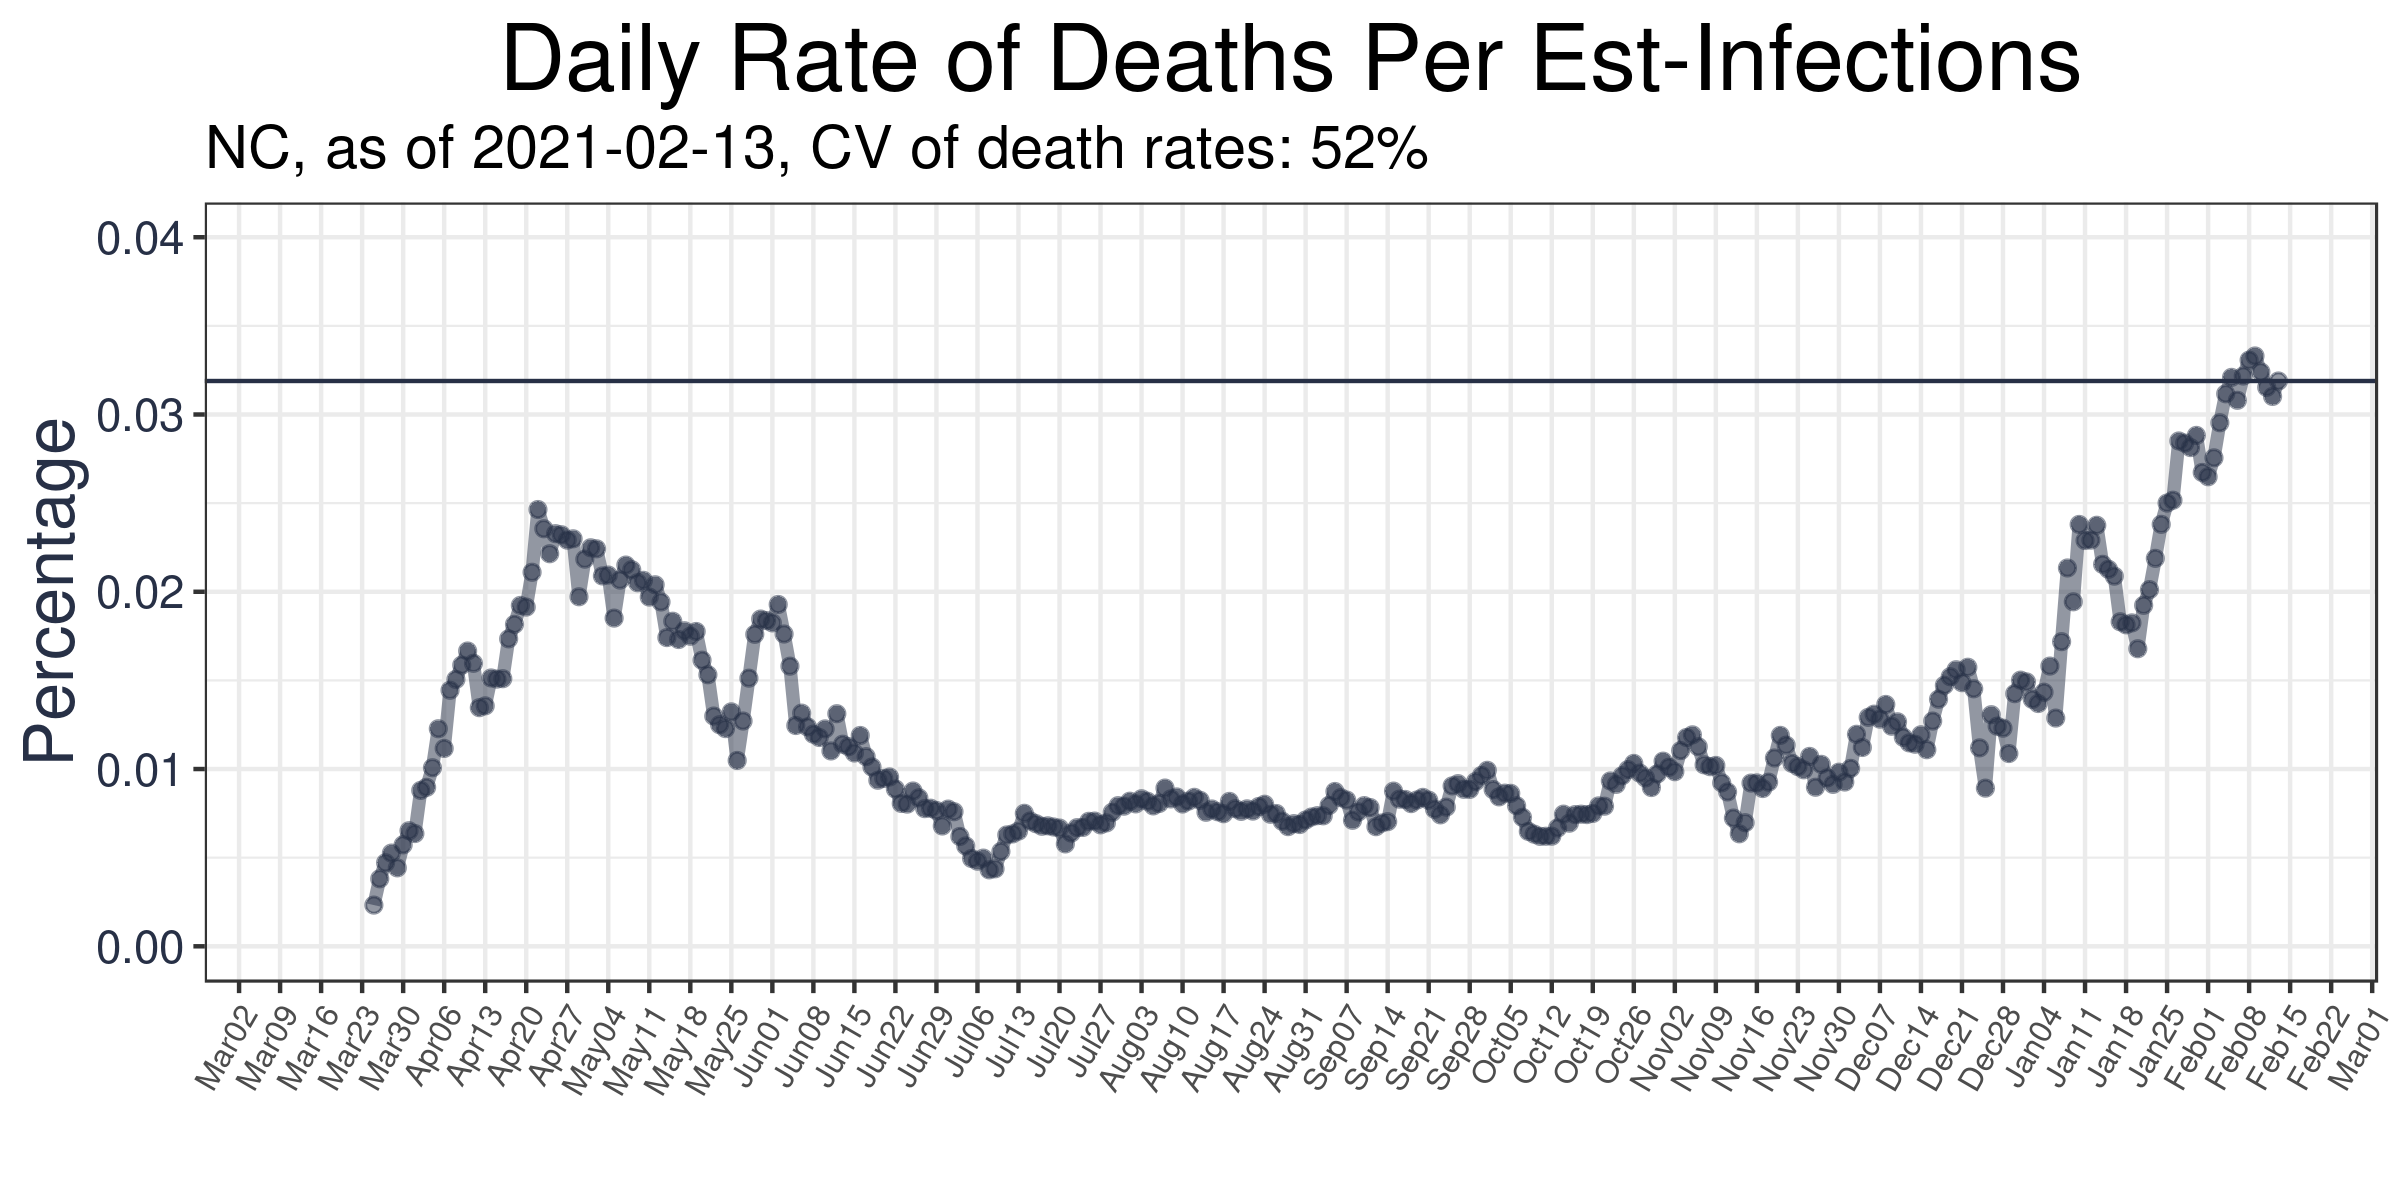 Daily Rate of Deaths Per Est-Infections
NC, as of 2021-02-13, CV of death rates: 52%
Percentage
0.04
0.03
0.02
0.01
0.00
Mar02
Mar09
Mar16
Mar23
Mar30
Apr06
Apr13
Apr20
Apr27
May04
May11
May18
May25
Jun01
Jun08
Jun15
Jun22
Jun29
Jul06
Jul13
Jul20
Jul27
Aug03
Aug10
Aug17
Aug24
Aug31
Sep07
Sep14
Sep21
Sep28
Oct05
Oct12
Oct19
Oct26
Nov02
Nov09
Nov16
Nov23
Nov30
Dec07
Dec14
Dec21
Dec28
Jan04
Jan11
Jan18
Jan25
Feb01
Feb08
Feb15
Feb22
Mar01